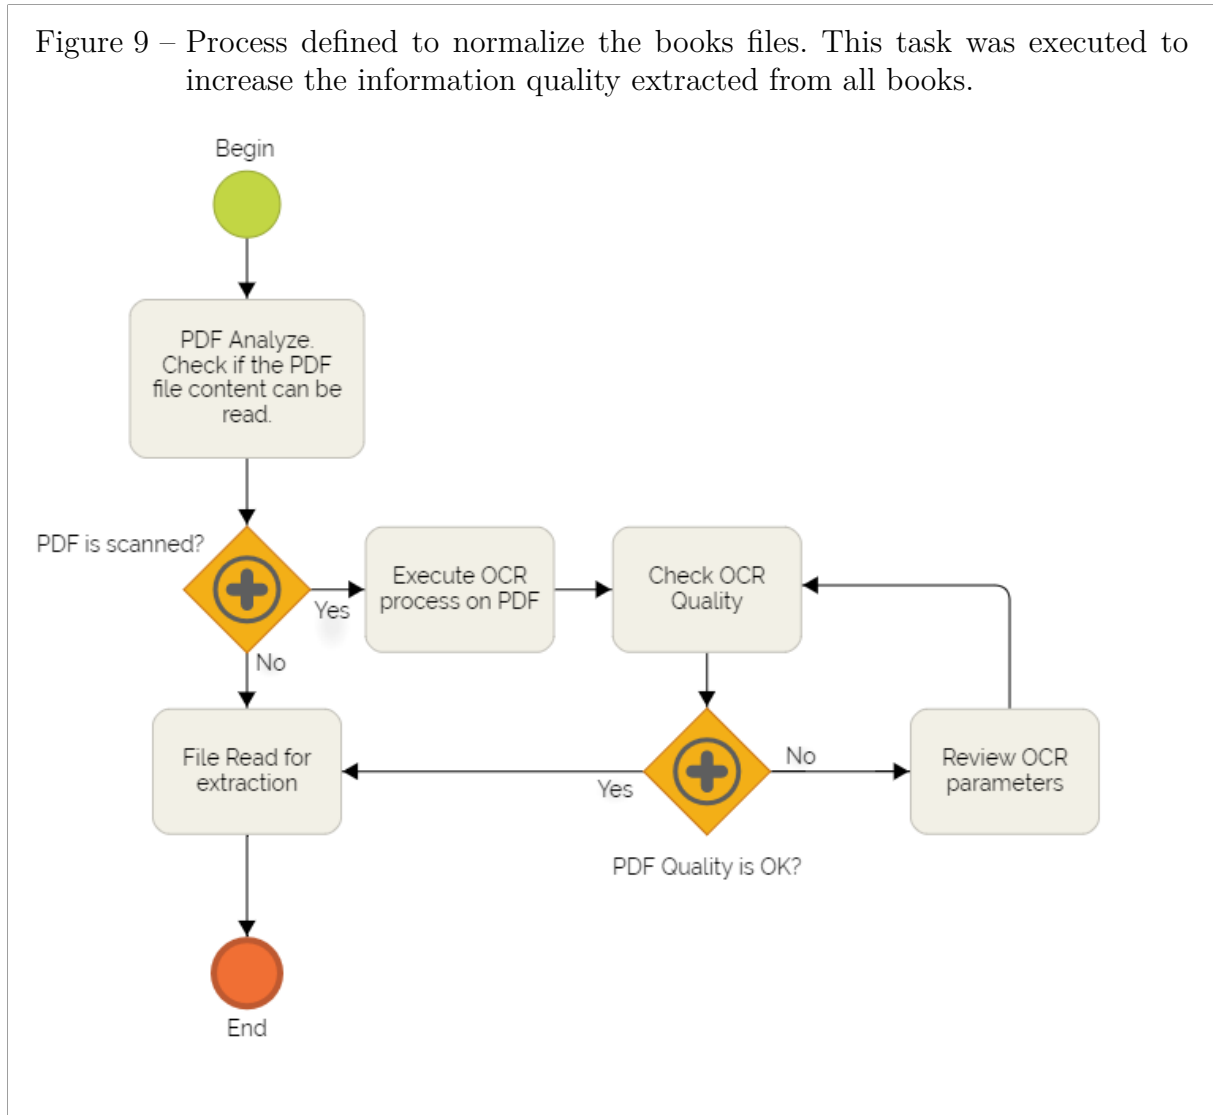 Figure 9 – Process defined to normalize the books files. This task was executed to
increase the information quality extracted from all books.
Begin
PDF Analyze.
Check if the PDF
file content can be
read.
PDF is scanned?
Yes
No
Execute OCR
process on PDF
Check OCR
Quality
File Read for
extraction
Yes
No
PDF Quality is OK?
Review OCR
parameters
End